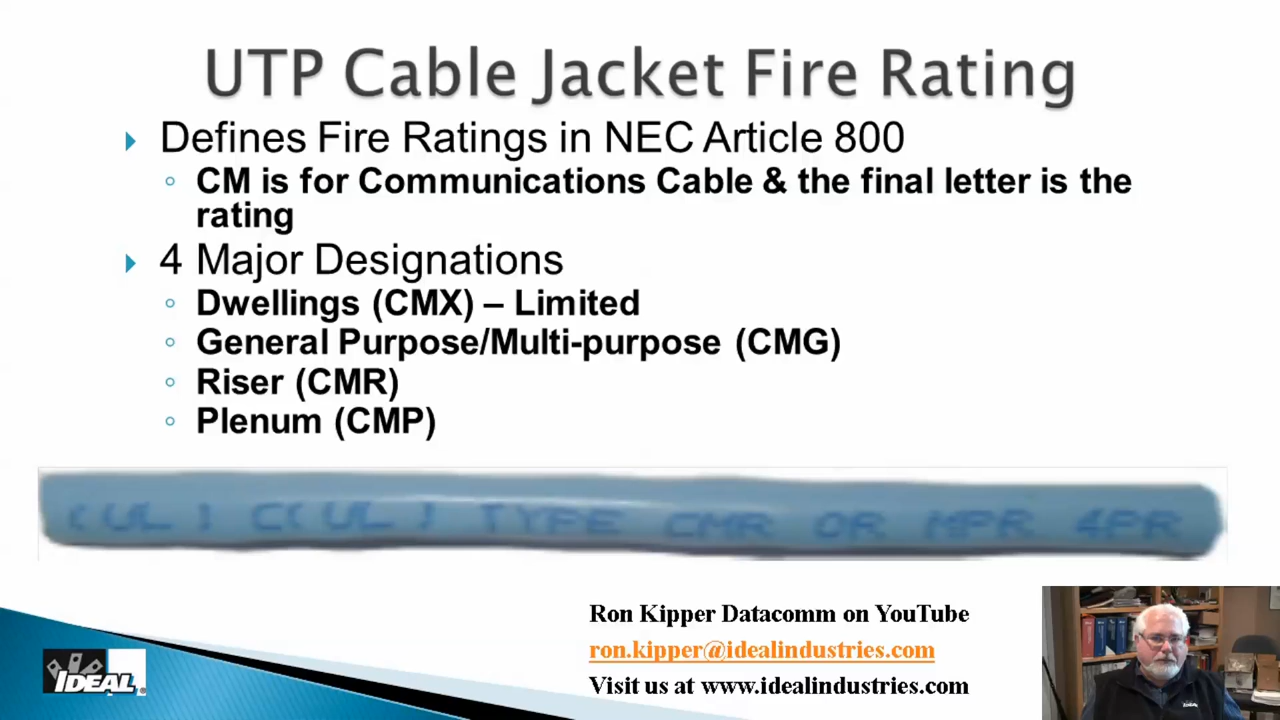 UTP Cable Jacket Fire Rating
Defines Fire Ratings in NEC Article 800
CM is for Communications Cable & the final letter is the
rating
4 Major Designations
Dwellings (CMX) – Limited
General Purpose/Multi-purpose (CMG)
Riser (CMR)
Plenum (CMP)
(UL) C(UL) TYPE CMR OR MPR 4PR
Ron Kipper Datacomm on YouTube
ron.kipper@idealindustries.com
Visit us at www.idealindustries.com
IDEAL